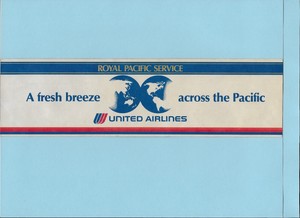 ROYAL PACIFIC SERVICE
A fresh breeze across the Pacific
UNITED AIRLINES